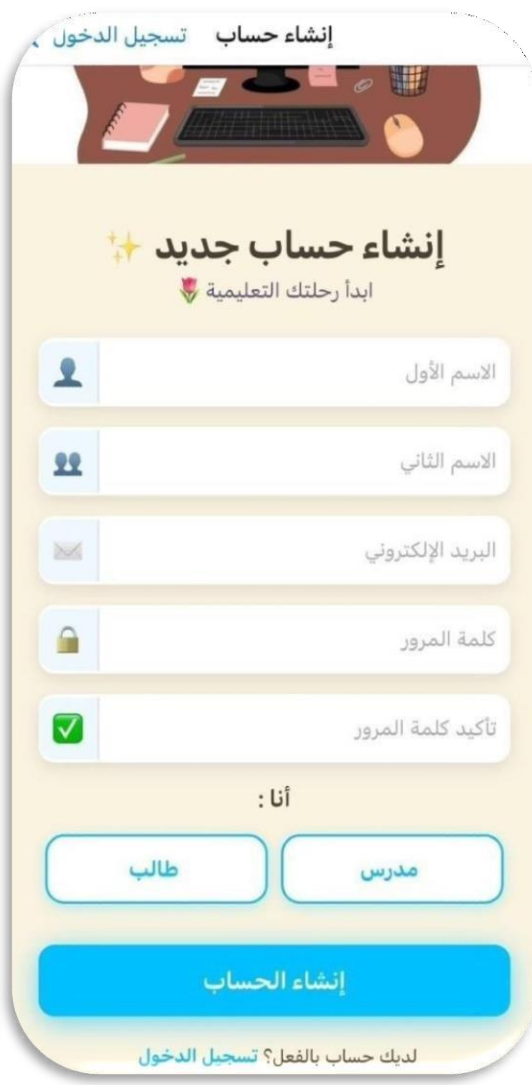 إنشاء حساب تسجيل الدخول
إنشاء حساب جديد ✨
ابدأ رحلتك التعليمية 🌷
الاسم الأول
الاسم الثاني
البريد الإلكتروني
كلمة المرور
تأكيد كلمة المرور
أنا :
مدرس طالب
إنشاء الحساب
لديك حساب بالفعل؟ تسجيل الدخول